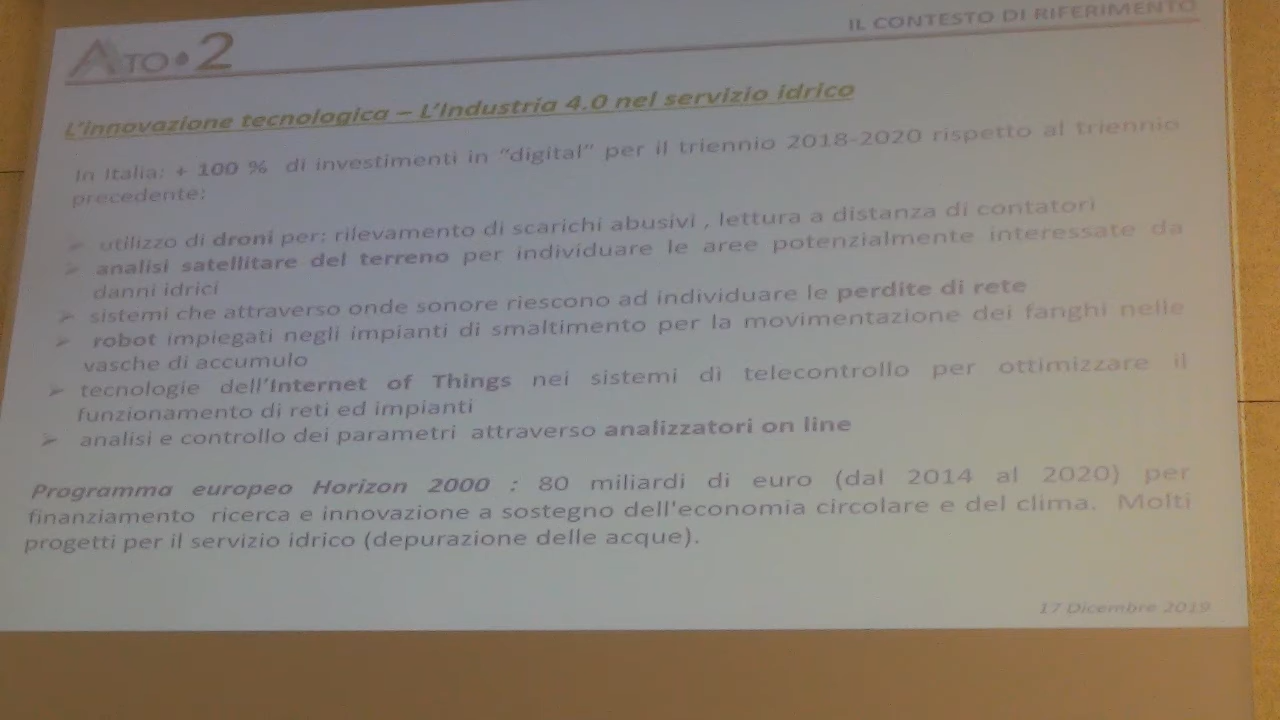 ATO•2
IL CONTESTO DI RIFERIMENTO
L'innovazione tecnologica – L'Industria 4.0 nel servizio idrico
In Italia: + 100 % di investimenti in "digital" per il triennio 2018-2020 rispetto al triennio
precedente:
➢ utilizzo di droni per: rilevamento di scarichi abusivi , lettura a distanza di contatori
➢ analisi satellitare del terreno per individuare le aree potenzialmente interessate da
danni idrici
➢ sistemi che attraverso onde sonore riescono ad individuare le perdite di rete
➢ robot impiegati negli impianti di smaltimento per la movimentazione dei fanghi nelle
vasche di accumulo
➢ tecnologie dell'Internet of Things nei sistemi di telecontrollo per ottimizzare il
funzionamento di reti ed impianti
➢ analisi e controllo dei parametri attraverso analizzatori on line
Programma europeo Horizon 2000 : 80 miliardi di euro (dal 2014 al 2020) per
finanziamento ricerca e innovazione a sostegno dell'economia circolare e del clima. Molti
progetti per il servizio idrico (depurazione delle acque).
17 Dicembre 2019